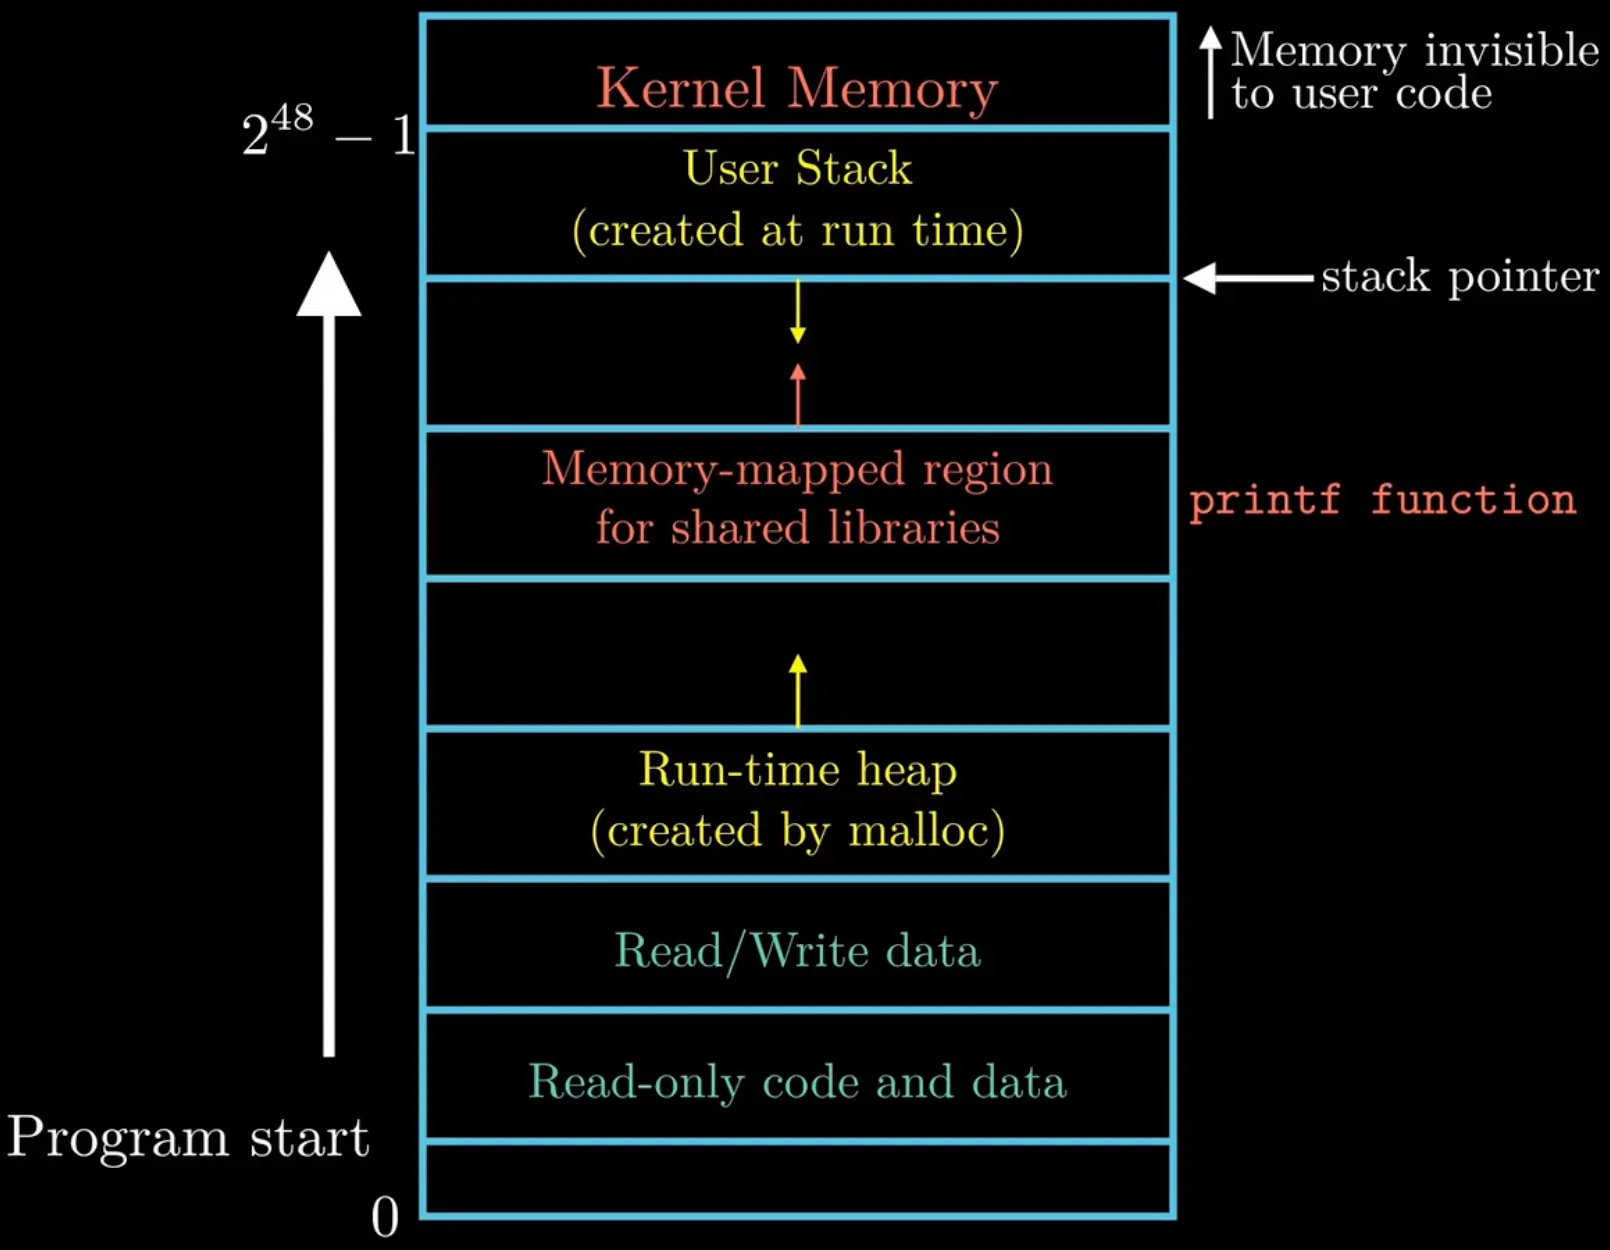 Kernel Memory
Memory invisible
to user code
2^48 − 1
User Stack
(created at run time)
stack pointer
Memory-mapped region
for shared libraries
printf function
Run-time heap
(created by malloc)
Read/Write data
Read-only code and data
Program start
0